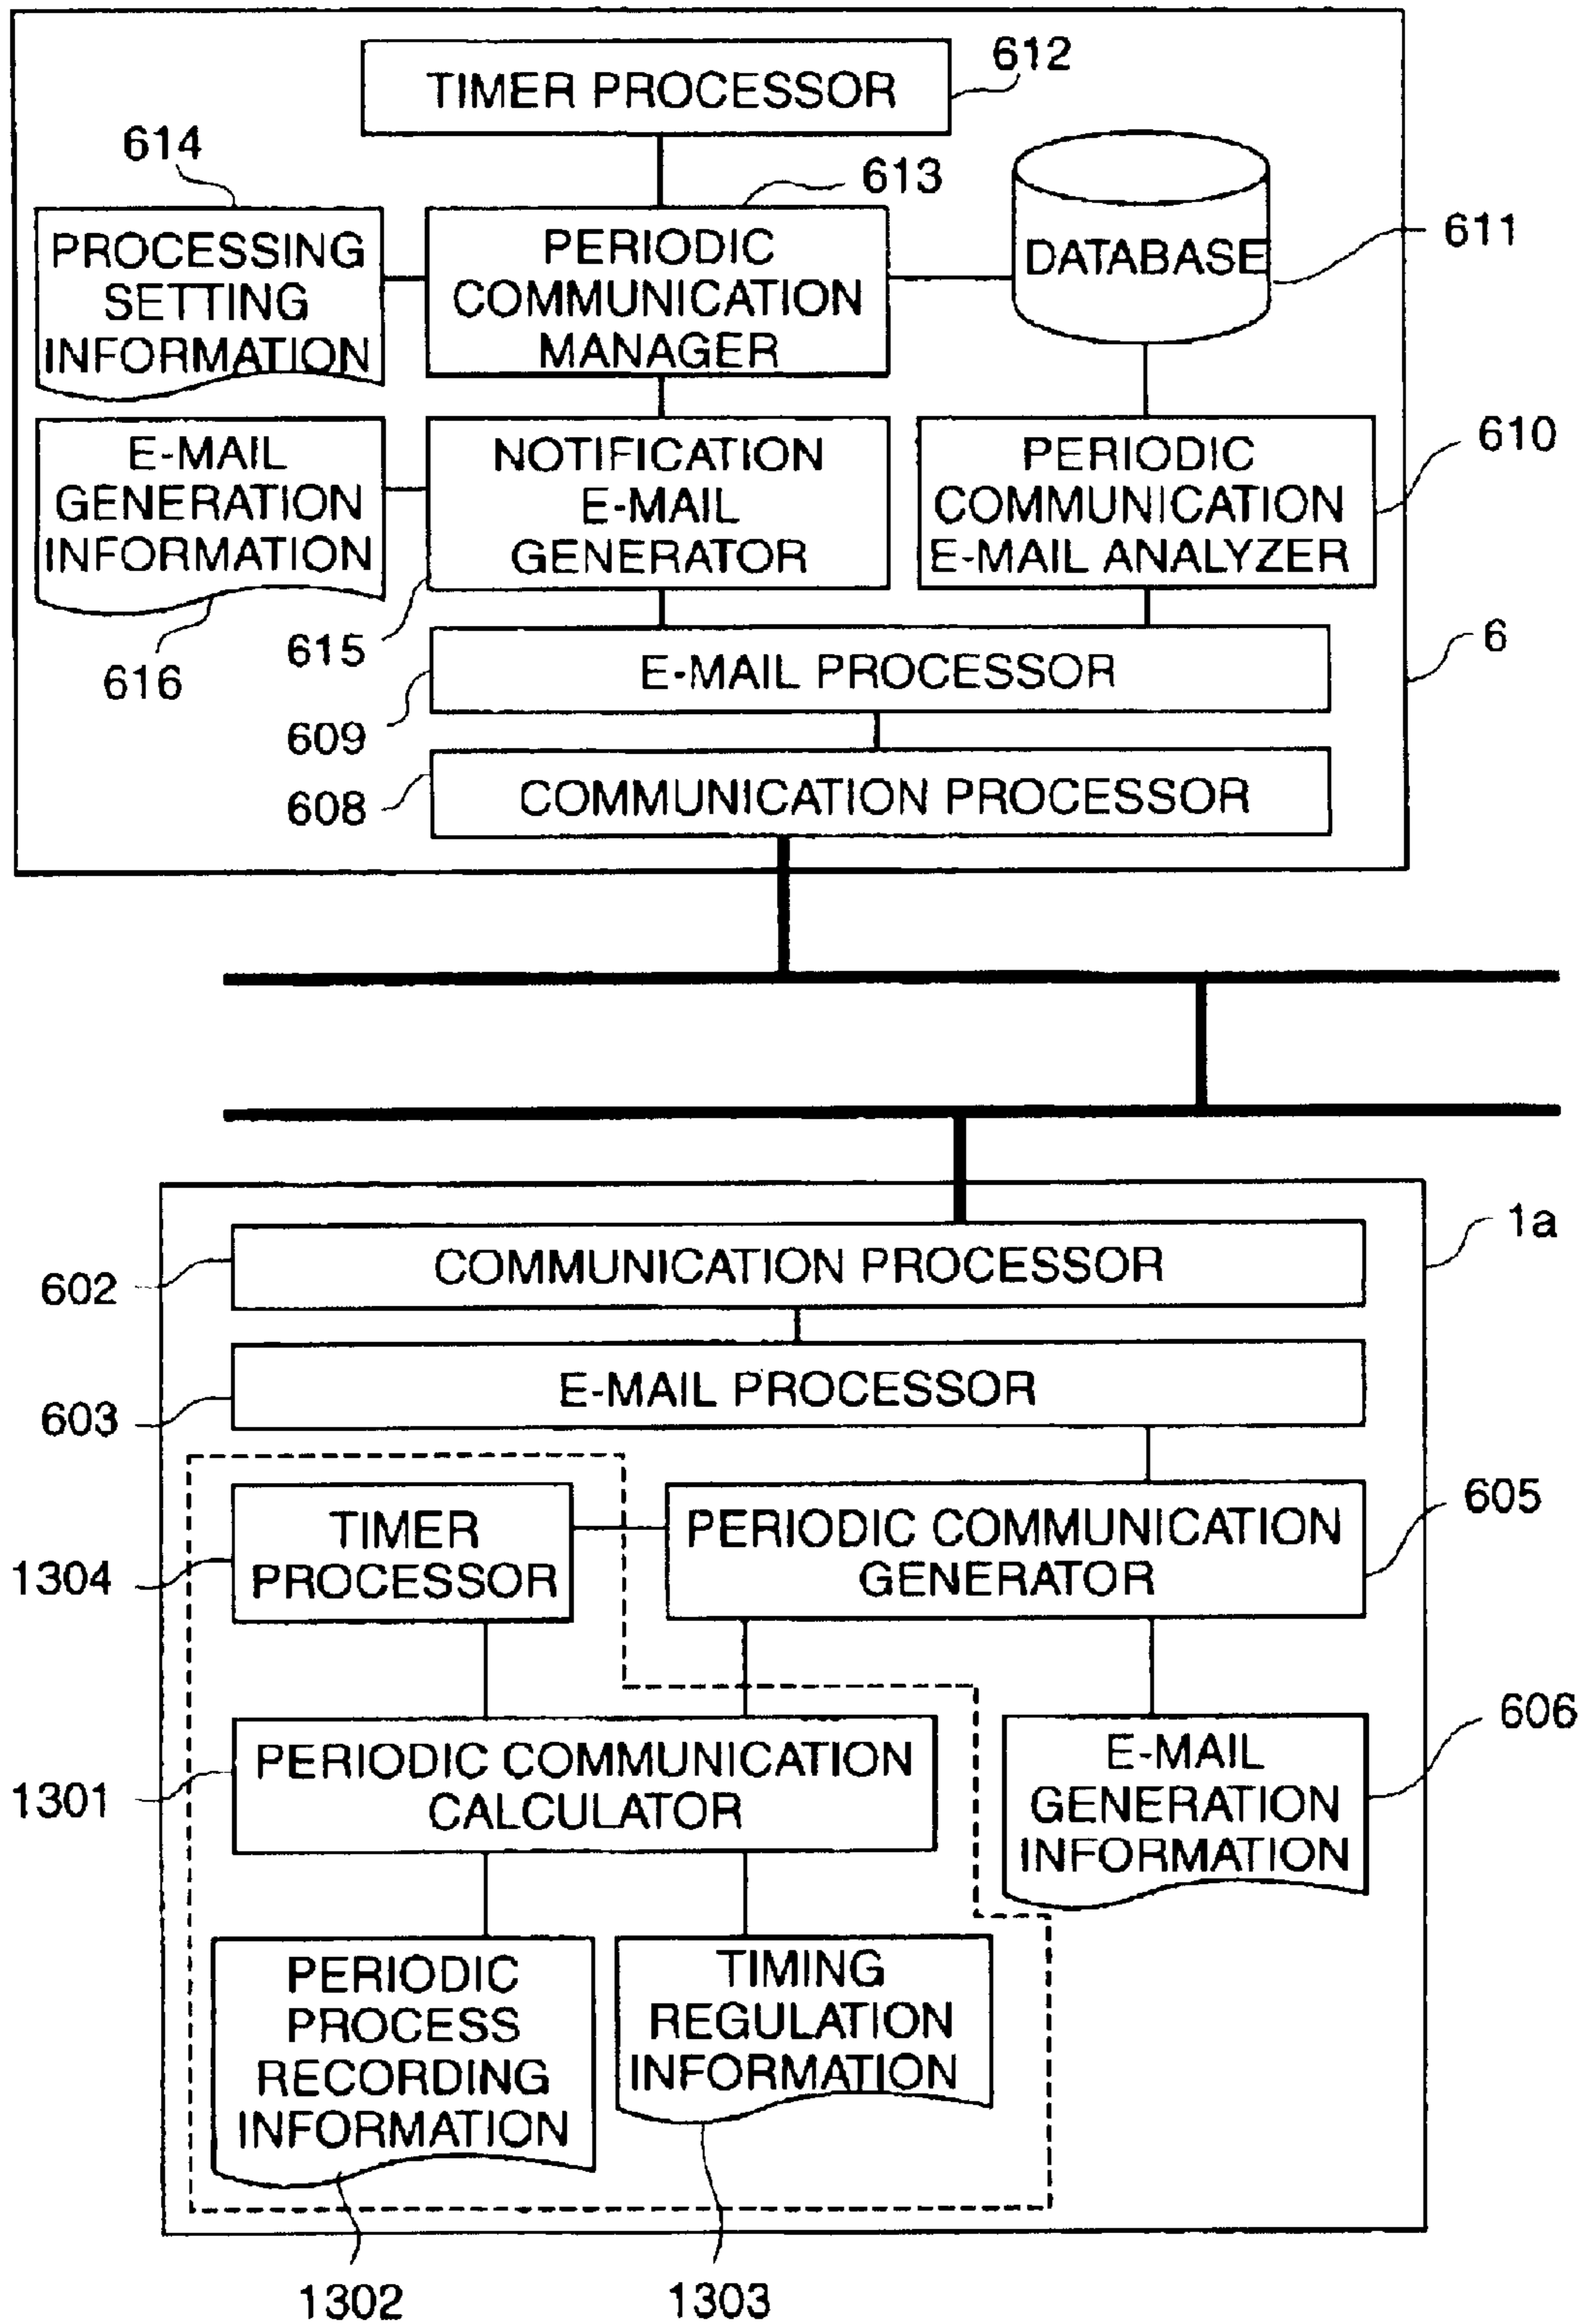 TIMER PROCESSOR
612
614
PROCESSING
SETTING
INFORMATION
613
PERIODIC
COMMUNICATION
MANAGER
DATABASE
611
E-MAIL
GENERATION
INFORMATION
616
NOTIFICATION
E-MAIL
GENERATOR
615
PERIODIC
COMMUNICATION
E-MAIL ANALYZER
610
E-MAIL PROCESSOR
609
6
COMMUNICATION PROCESSOR
608
1a
COMMUNICATION PROCESSOR
602
E-MAIL PROCESSOR
603
TIMER
PROCESSOR
1304
PERIODIC COMMUNICATION
GENERATOR
605
PERIODIC COMMUNICATION
CALCULATOR
1301
E-MAIL
GENERATION
INFORMATION
606
PERIODIC
PROCESS
RECORDING
INFORMATION
1302
TIMING
REGULATION
INFORMATION
1303